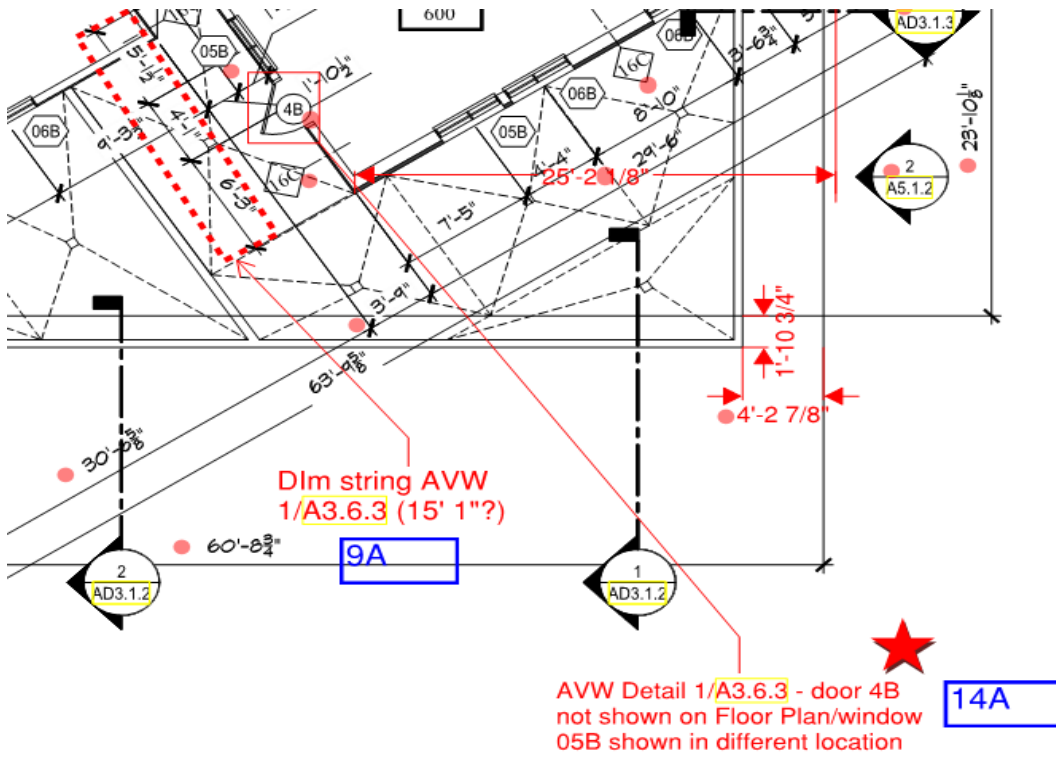 600
AD3.1.3
05B
06B
16C
3'-6¾"
5'-1½"
1'-10½"
4B
06B
8'-10"
23'-10⅛"
4'-1"
06B
05B
29'-6"
2
A5.1.2
16C
4'-4"
25'-2 1/8"
6'-3"
7'-5"
3'-9"
1'-10 3/4"
63'-9⅝"
4'-2 7/8"
DIm string AVW
1/A3.6.3 (15' 1"?)
60'-8¾"
9A
2
AD3.1.2
1
AD3.1.2
AVW Detail 1/A3.6.3 - door 4B
not shown on Floor Plan/window
05B shown in different location
14A